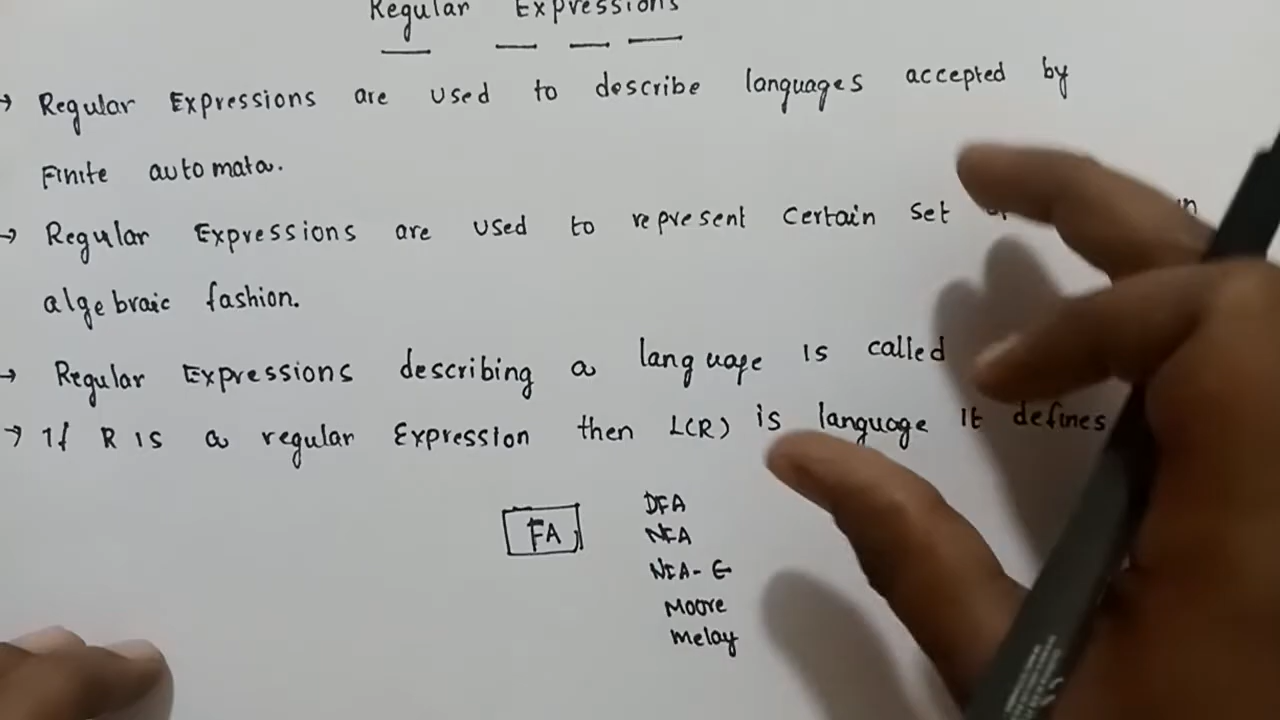 Regular Expressions
→ Regular Expressions are used to describe languages accepted by
Finite automata.
→ Regular Expressions are used to represent certain set in
algebraic fashion.
→ Regular Expressions describing a language is called
→ If R is a regular Expression then L(R) is language it defines
FA
DFA
NFA
NFA- ∈
Moore
Melay